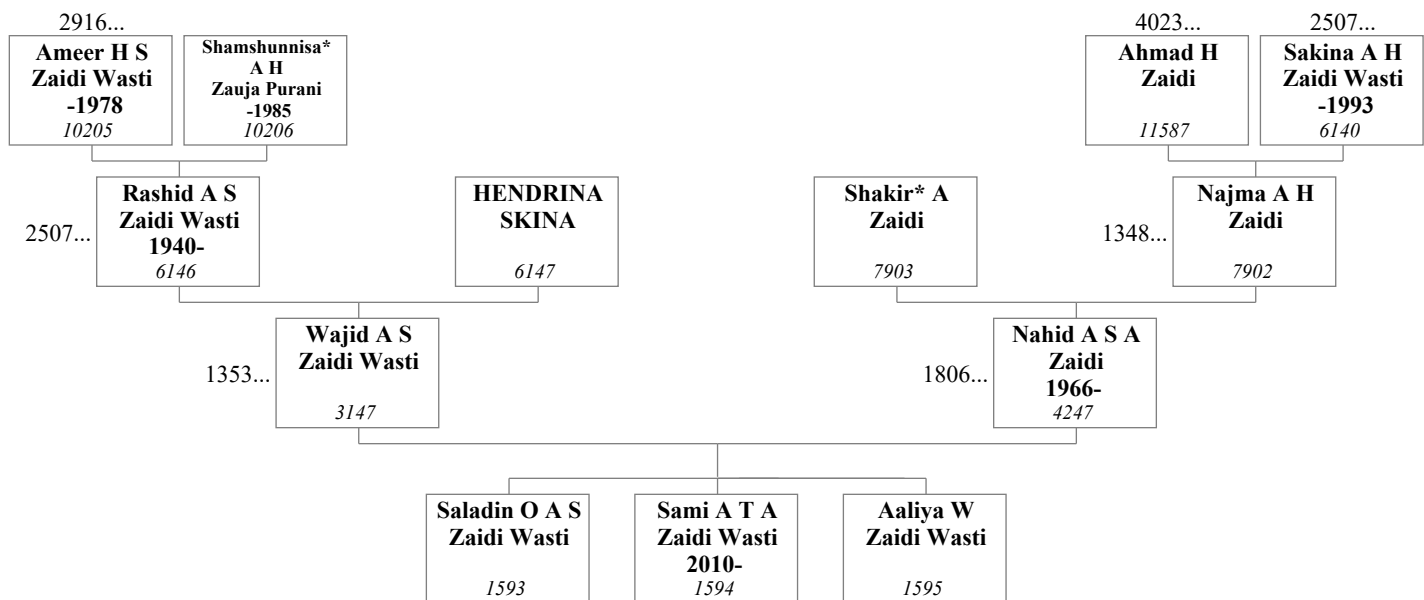 2916...
Ameer H S
Zaidi Wasti
-1978
10205
Shamshunnisa*
A H
Zauja Purani
-1985
10206
4023...
Ahmad H
Zaidi
11587
2507...
Sakina A H
Zaidi Wasti
-1993
6140
2507...
Rashid A S
Zaidi Wasti
1940-
6146
HENDRINA
SKINA
6147
Shakir* A
Zaidi
7903
1348...
Najma A H
Zaidi
7902
1353...
Wajid A S
Zaidi Wasti
3147
1806...
Nahid A S A
Zaidi
1966-
4247
Saladin O A S
Zaidi Wasti
1593
Sami A T A
Zaidi Wasti
2010-
1594
Aaliya W
Zaidi Wasti
1595